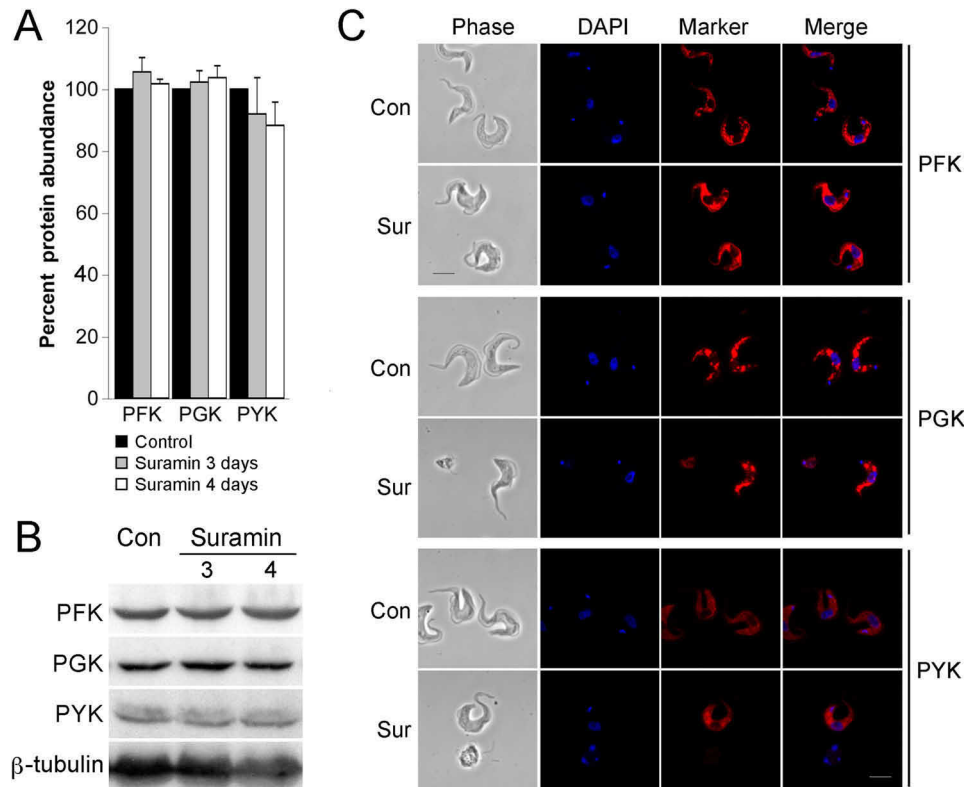 A
Percent protein abundance
120
100
80
60
40
20
0
PFK PGK PYK
Control
Suramin 3 days
Suramin 4 days
B
Con Suramin
3 4
PFK
PGK
PYK
β-tubulin
C
Phase DAPI Marker Merge
Con
Sur
PFK
Con
Sur
PGK
Con
Sur
PYK